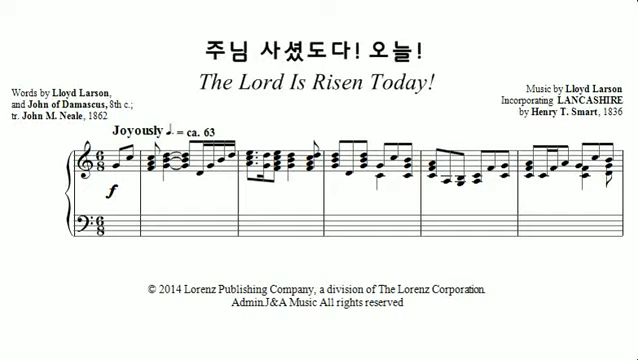 주님 사셨도다! 오늘!
The Lord Is Risen Today!
Words by Lloyd Larson,
and John of Damascus, 8th c.;
tr. John M. Neale, 1862
Music by Lloyd Larson
Incorporating LANCASHIRE
by Henry T. Smart, 1836
Joyously ♩. = ca. 63
f
© 2014 Lorenz Publishing Company, a division of The Lorenz Corporation.
Admin.J&A Music All rights reserved